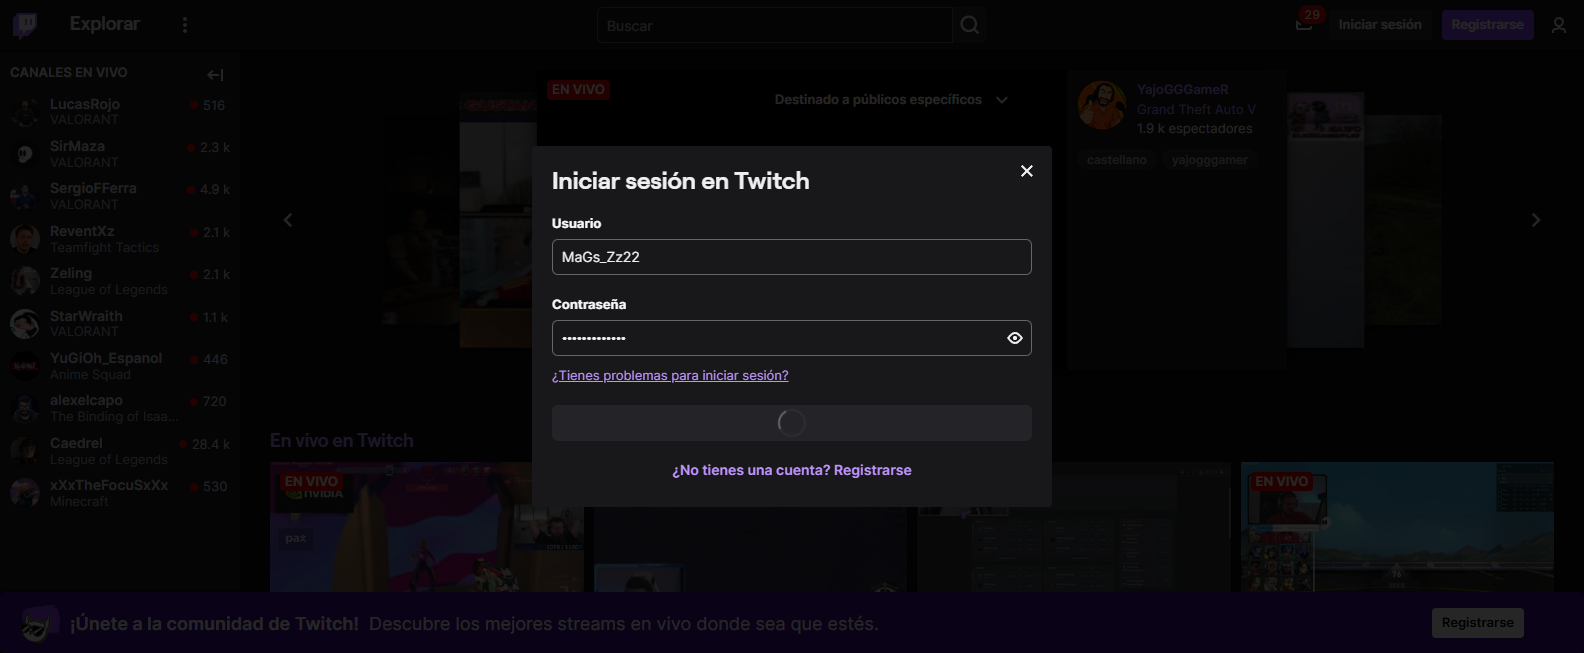 Explorar
Buscar
29
Iniciar sesión
Registrarse
CANALES EN VIVO
LucasRojo
516
VALORANT
SirMaza
2.3 k
VALORANT
SergioFFerra
4.9 k
VALORANT
ReventXz
2.1 k
Teamfight Tactics
Zeling
2.1 k
League of Legends
StarWraith
1.1 k
VALORANT
YuGiOh_Espanol
446
Anime Squad
alexelcapo
720
The Binding of Isaa...
Caedrel
28.4 k
League of Legends
xXxTheFocuSxXx
530
Minecraft
EN VIVO
Destinado a públicos específicos
YajoGGGameR
Grand Theft Auto V
1.9 k espectadores
castellano
yajogggamer
Iniciar sesión en Twitch
Usuario
MaGs_Zz22
Contraseña
•••••••••••••
¿Tienes problemas para iniciar sesión?
¿No tienes una cuenta? Registrarse
En vivo en Twitch
EN VIVO
NVIDIA
pax
EN VIVO
¡Únete a la comunidad de Twitch! Descubre los mejores streams en vivo donde sea que estés.
Registrarse